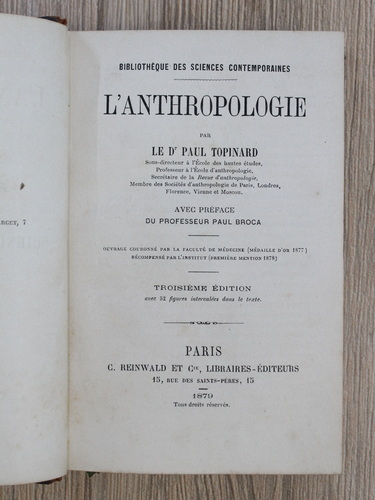 BIBLIOTHÈQUE DES SCIENCES CONTEMPORAINES
L'ANTHROPOLOGIE
PAR
LE Dr PAUL TOPINARD
Sous-directeur à l'École des hautes études,
Professeur à l'École d'anthropologie,
Secrétaire de la Revue d'anthropologie,
Membre des Sociétés d'anthropologie de Paris, Londres,
Florence, Vienne et Moscou.
AVEC PRÉFACE
DU PROFESSEUR PAUL BROCA
OUVRAGE COURONNÉ PAR LA FACULTÉ DE MÉDECINE (MÉDAILLE D'OR 1877)
RÉCOMPENSÉ PAR L'INSTITUT (PREMIÈRE MENTION 1878)
TROISIÈME ÉDITION
avec 52 figures intercalées dans le texte.
PARIS
C. REINWALD ET Cie, LIBRAIRES-ÉDITEURS
15, RUE DES SAINTS-PÈRES, 15
1879
Tous droits réservés.